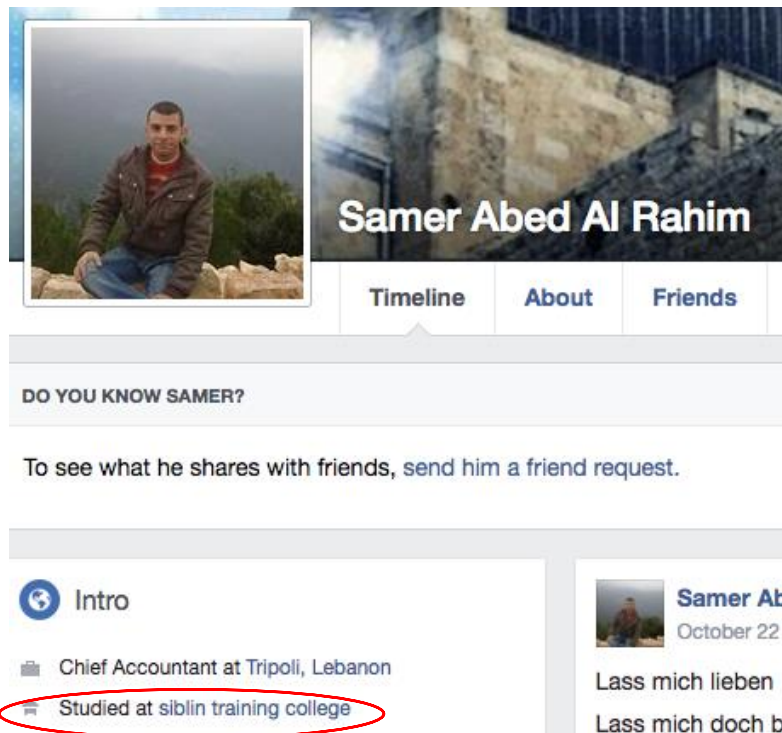 Samer Abed Al Rahim
Timeline About Friends
DO YOU KNOW SAMER?
To see what he shares with friends, send him a friend request.
Intro
Chief Accountant at Tripoli, Lebanon
Studied at siblin training college
Samer Ab
October 22
Lass mich lieben
Lass mich doch b